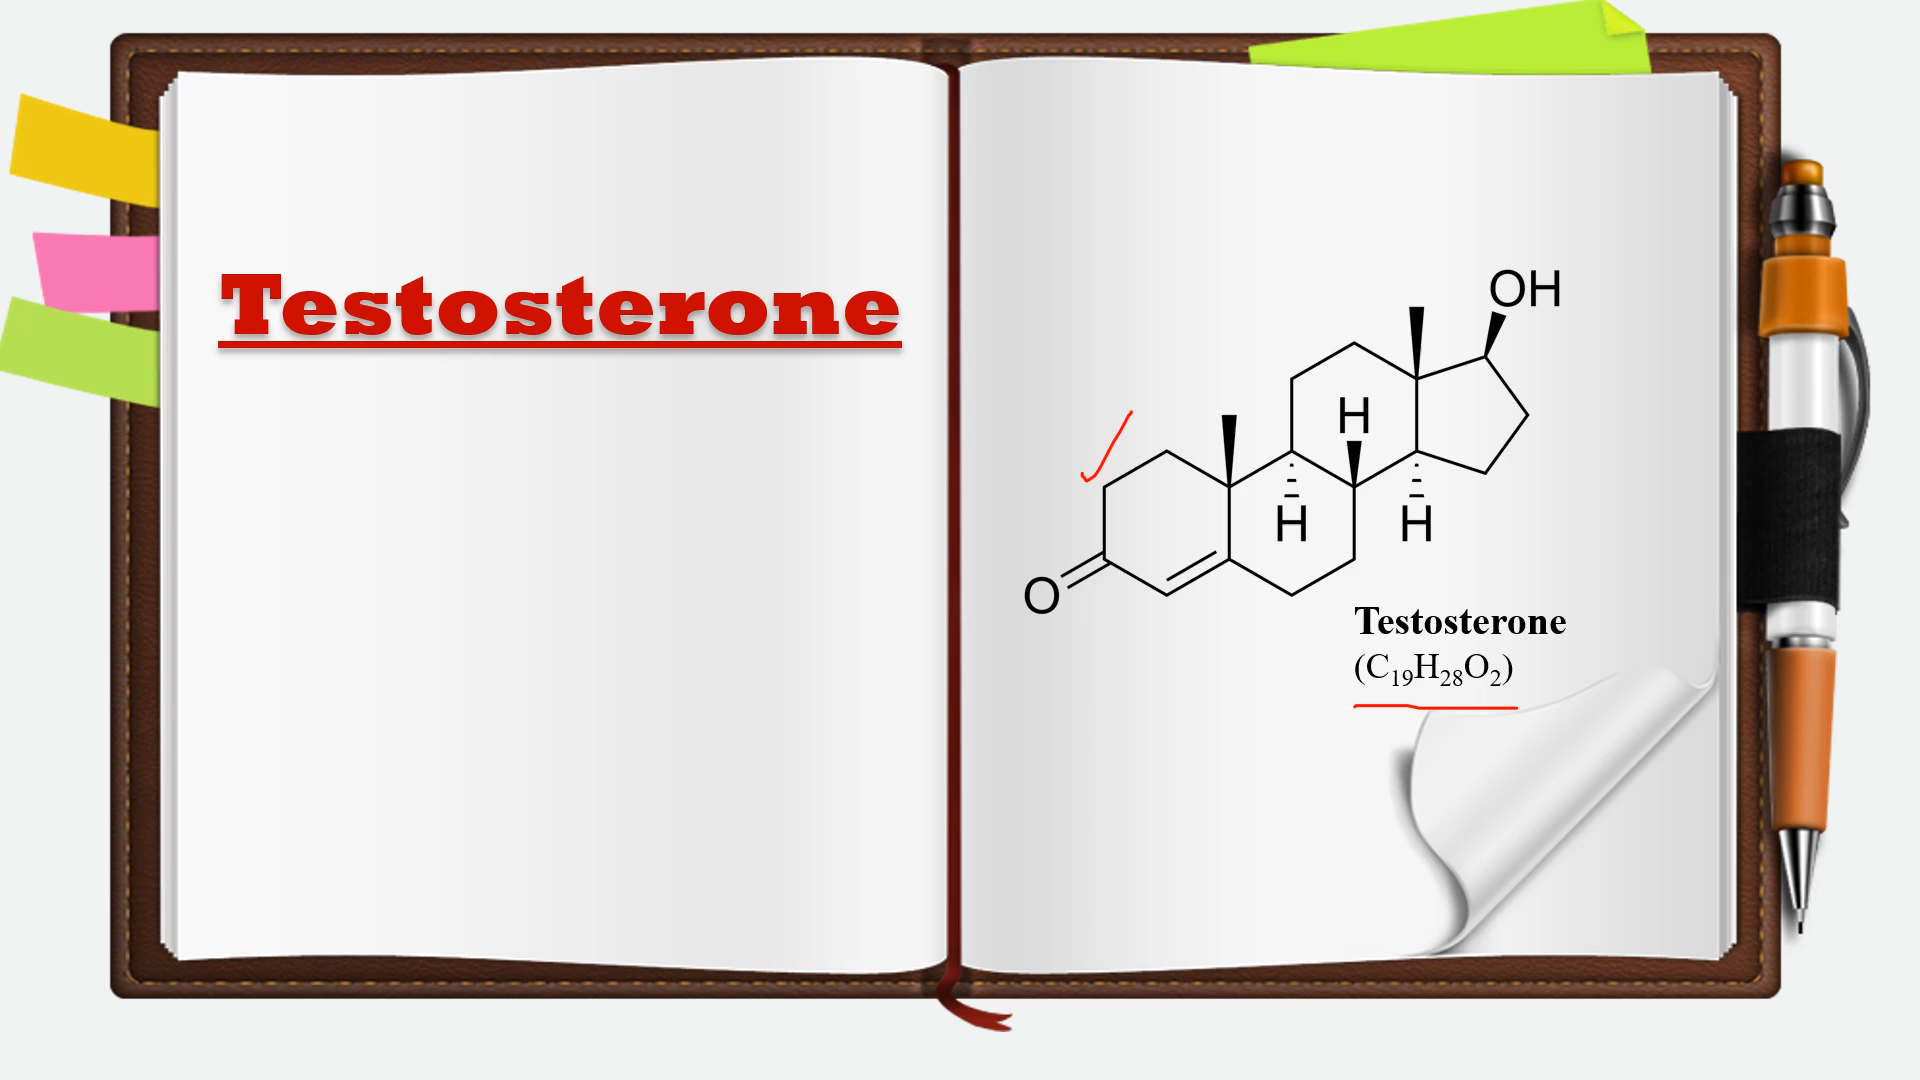 Testosterone
OH
H
H
H
O
Testosterone
(C₁₉H₂₈O₂)